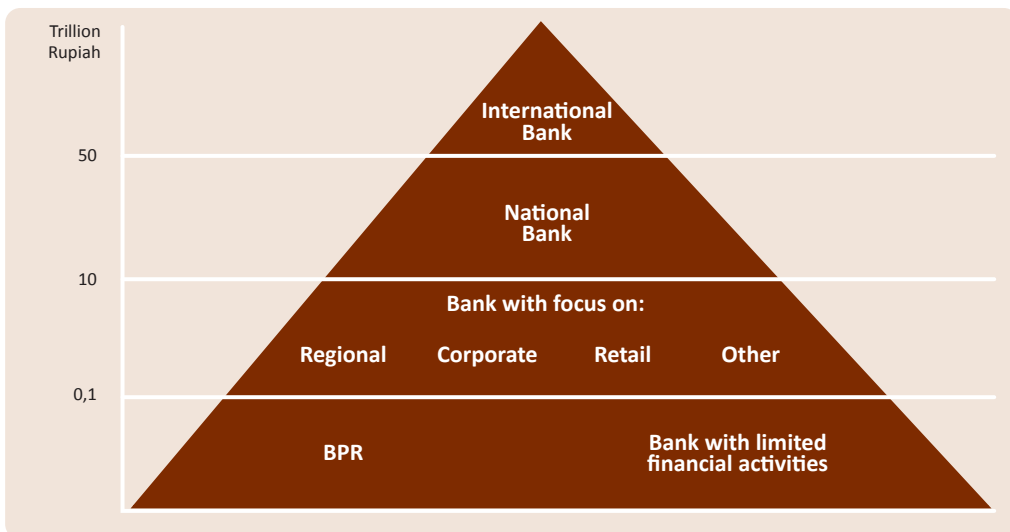 Trillion
Rupiah
International
Bank
50
National
Bank
10
Bank with focus on:
Regional Corporate Retail Other
0,1
BPR
Bank with limited
financial activities